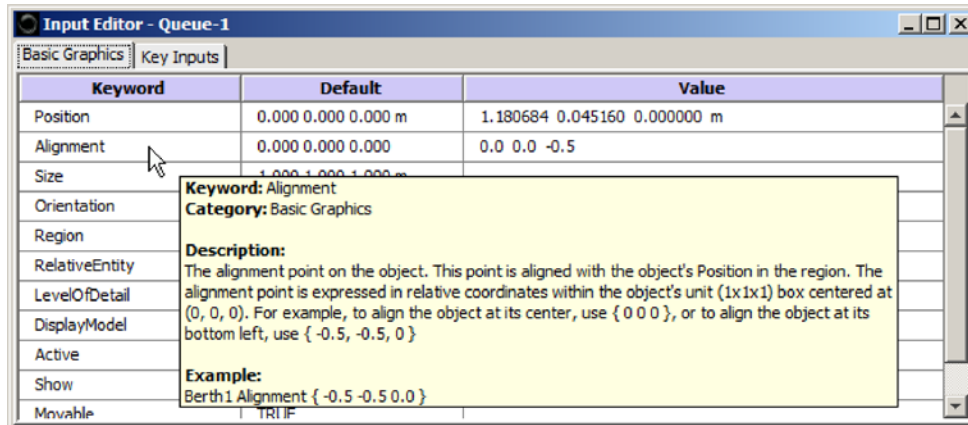 Input Editor - Queue-1
Basic Graphics Key Inputs
Keyword Default Value
Position 0.000 0.000 0.000 m 1.180684 0.045160 0.000000 m
Alignment 0.000 0.000 0.000 0.0 0.0 -0.5
Size 1.000 1.000 1.000 m
Orientation
Region
RelativeEntity
LevelOfDetail
DisplayModel
Active
Show
Movable TRUE
Keyword: Alignment
Category: Basic Graphics
Description:
The alignment point on the object. This point is aligned with the object's Position in the region. The
alignment point is expressed in relative coordinates within the object's unit (1x1x1) box centered at
(0, 0, 0). For example, to align the object at its center, use { 0 0 0 }, or to align the object at its
bottom left, use { -0.5, -0.5, 0 }
Example:
Berth1 Alignment { -0.5 -0.5 0.0 }